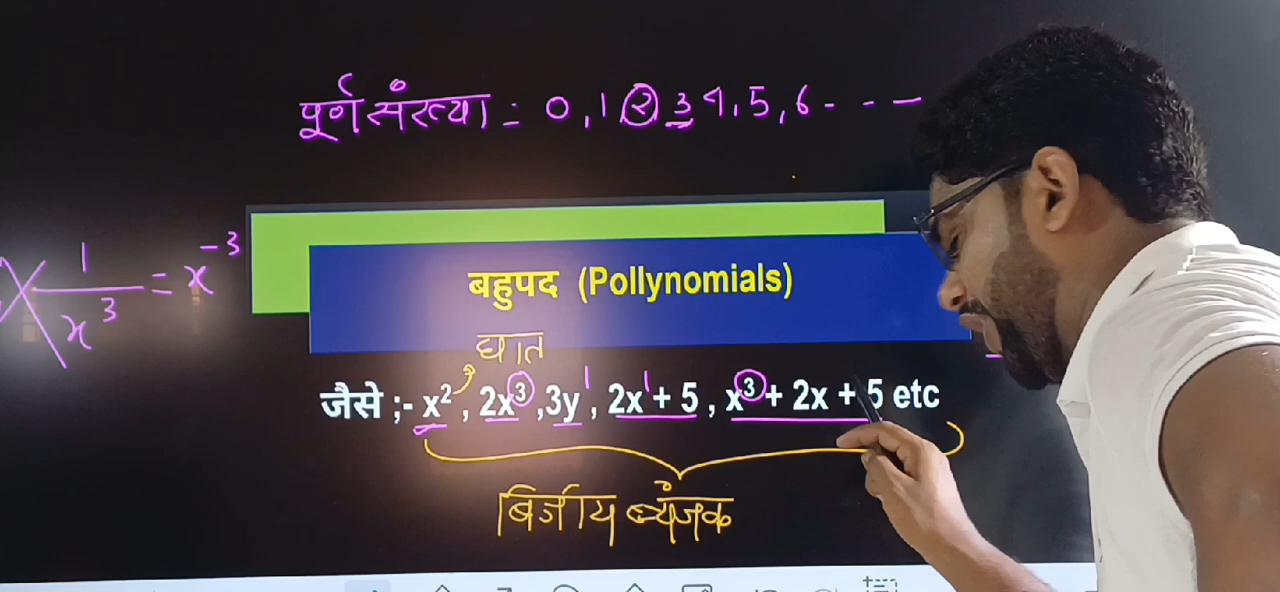 पूर्ण संख्या = 0,1 2 3 4,5,6 - - -
1/x³ = x⁻³
बहुपद (Pollynomials)
घात
जैसे ;- x², 2x³ ,3y¹, 2x¹ + 5 , x³ + 2x + 5 etc
बिर्जीय व्यंजक